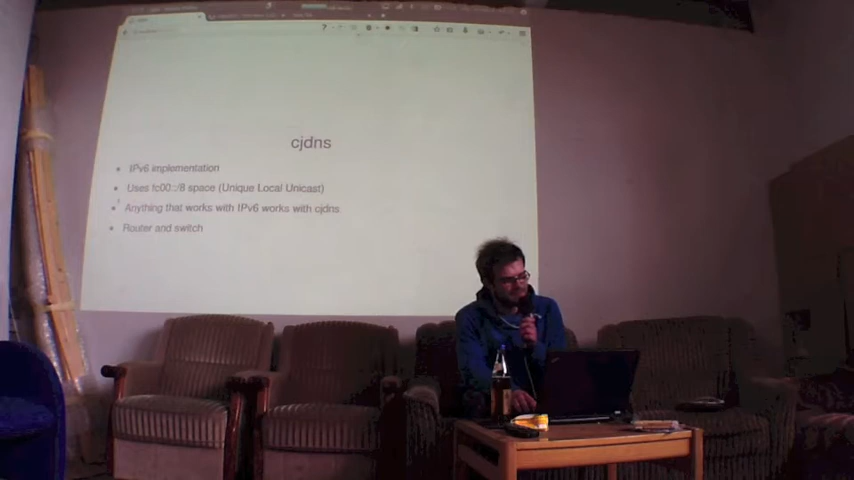 cjdns
IPv6 implementation
Uses fc00::/8 space (Unique Local Unicast)
Anything that works with IPv6 works with cjdns
Router and switch